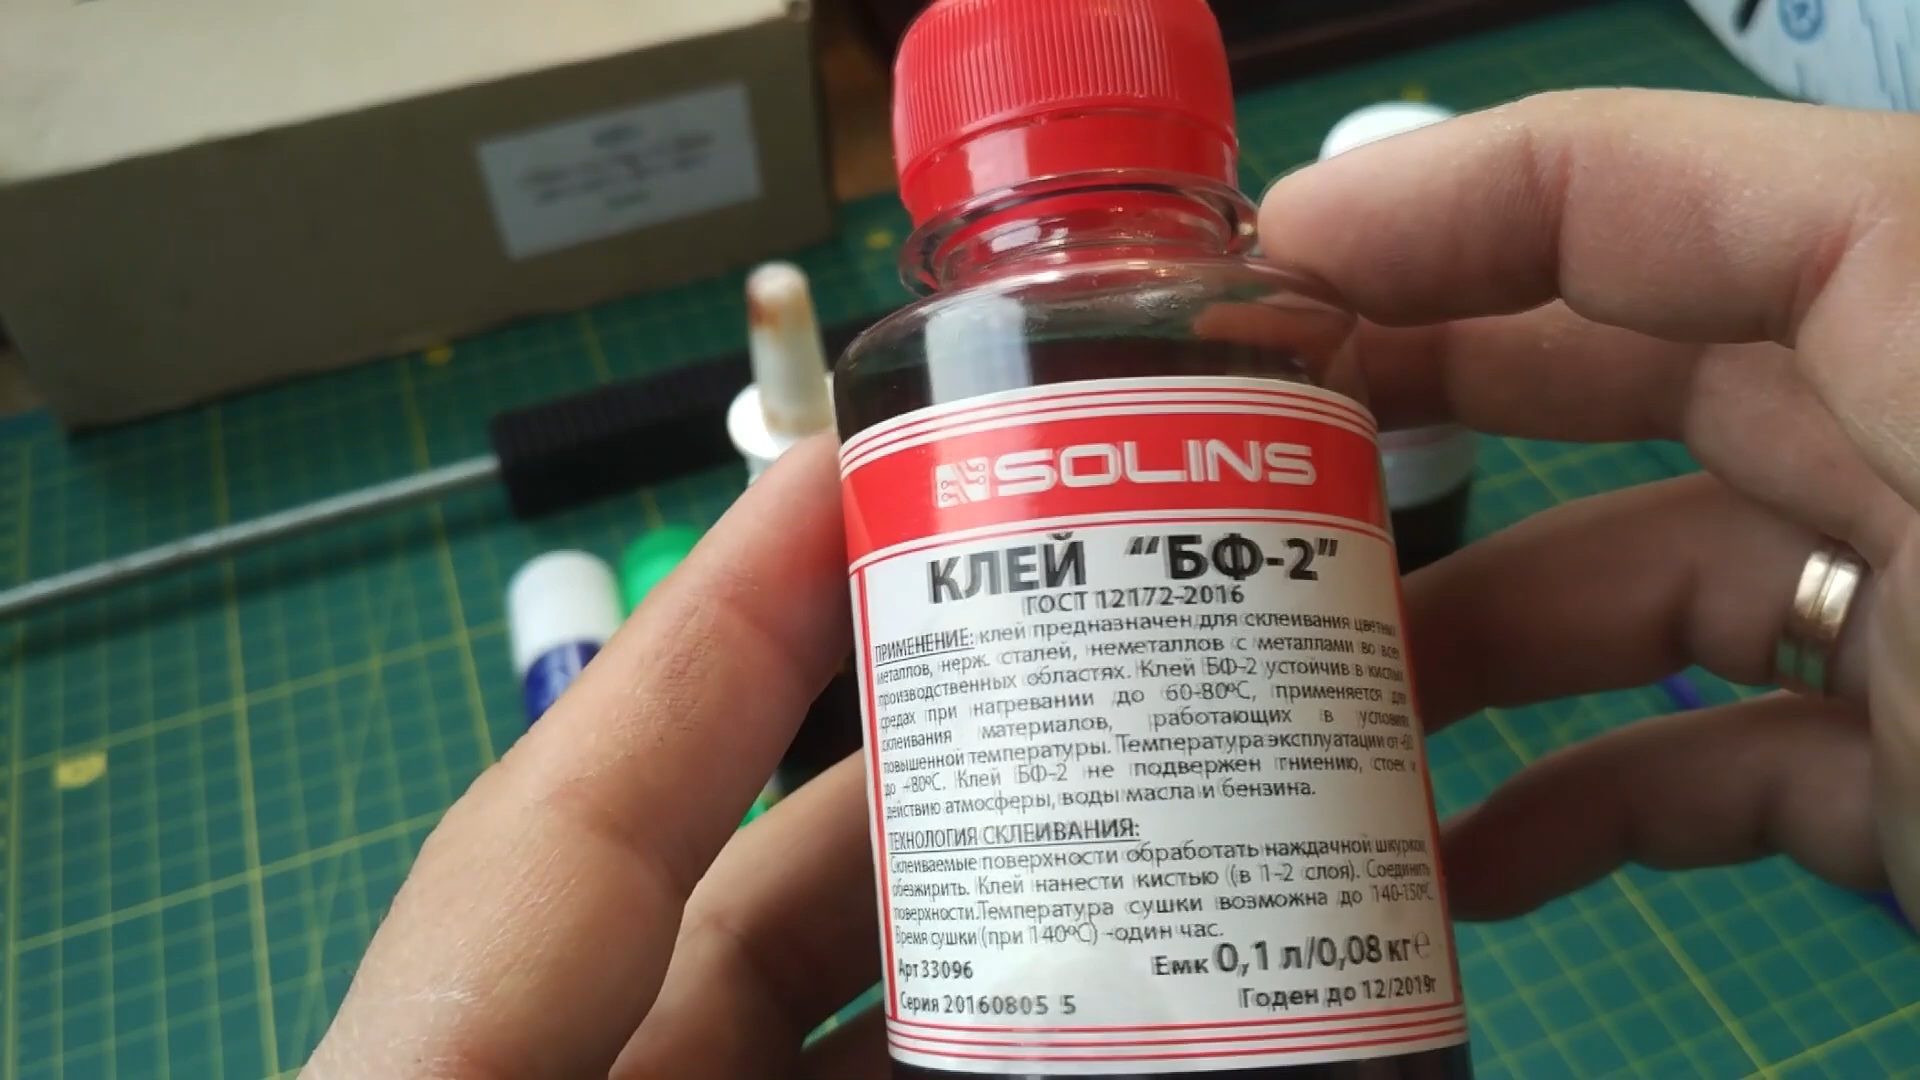 SOLINS
КЛЕЙ “БФ-2”
ГОСТ 12172-2016
ПРИМЕНЕНИЕ: клей предназначен для склеивания цветных
металлов, нерж. сталей, неметаллов с металлами во всех
производственных областях. Клей БФ-2 устойчив в кислых
средах при нагревании до 60-80ºС, применяется для
склеивания материалов, работающих в условиях
повышенной температуры. Температура эксплуатации от -60
до +80ºС. Клей БФ-2 не подвержен гниению, стоек к
действию атмосферы, воды масла и бензина.
ТЕХНОЛОГИЯ СКЛЕИВАНИЯ:
Склеиваемые поверхности обработать наждачной шкуркой,
обезжирить. Клей нанести кистью (в 1-2 слоя). Соединить
поверхности.Температура сушки возможна до 140-150ºС
Время сушки (при 140ºС) -один час.
Арт 33096
Емк 0,1 л/0,08 кг ℮
Серия 20160805 5
Годен до 12/2019г